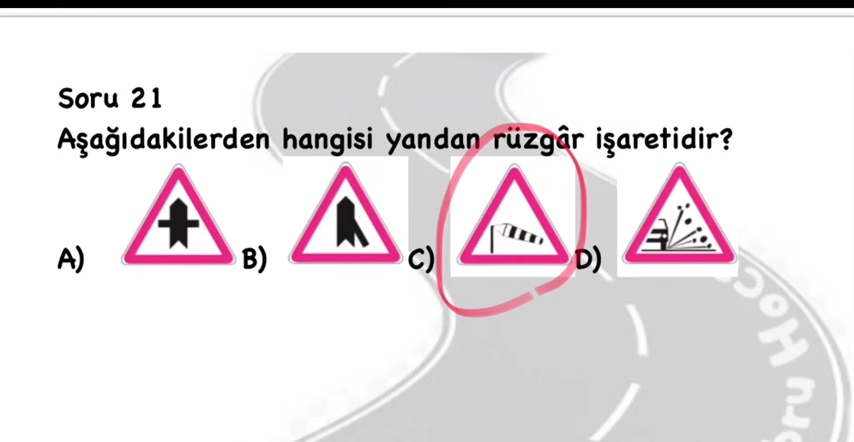 Soru 21
Aşağıdakilerden hangisi yandan rüzgâr işaretidir?
A) B) C) D)